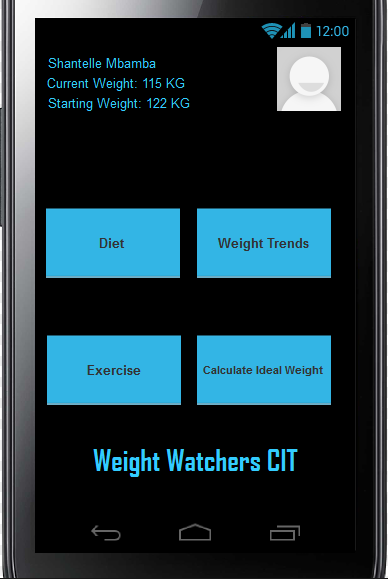 12:00
Shantelle Mbamba
Current Weight: 115 KG
Starting Weight: 122 KG
Diet
Weight Trends
Exercise
Calculate Ideal Weight
Weight Watchers CIT